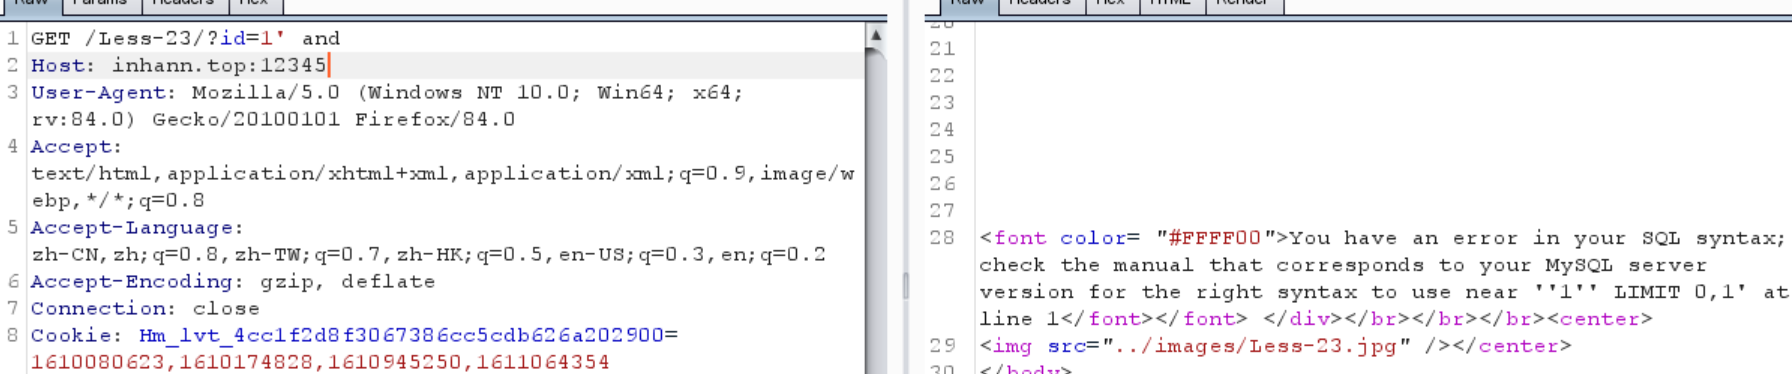 Raw Params Headers Hex
1 GET /Less-23/?id=1' and
2 Host: inhann.top:12345
3 User-Agent: Mozilla/5.0 (Windows NT 10.0; Win64; x64;
rv:84.0) Gecko/20100101 Firefox/84.0
4 Accept:
text/html,application/xhtml+xml,application/xml;q=0.9,image/w
ebp,*/*;q=0.8
5 Accept-Language:
zh-CN,zh;q=0.8,zh-TW;q=0.7,zh-HK;q=0.5,en-US;q=0.3,en;q=0.2
6 Accept-Encoding: gzip, deflate
7 Connection: close
8 Cookie: Hm_lvt_4cc1f2d8f3067386cc5cdb626a202900=
1610080623,1610174828,1610945250,1611064354
Raw Headers Hex HTML Render
20
21
22
23
24
25
26
27
28 <font color= "#FFFF00">You have an error in your SQL syntax;
check the manual that corresponds to your MySQL server
version for the right syntax to use near ''1'' LIMIT 0,1' at
line 1</font></font> </div></br></br></br><center>
29 <img src="../images/Less-23.jpg" /></center>
30 </body>